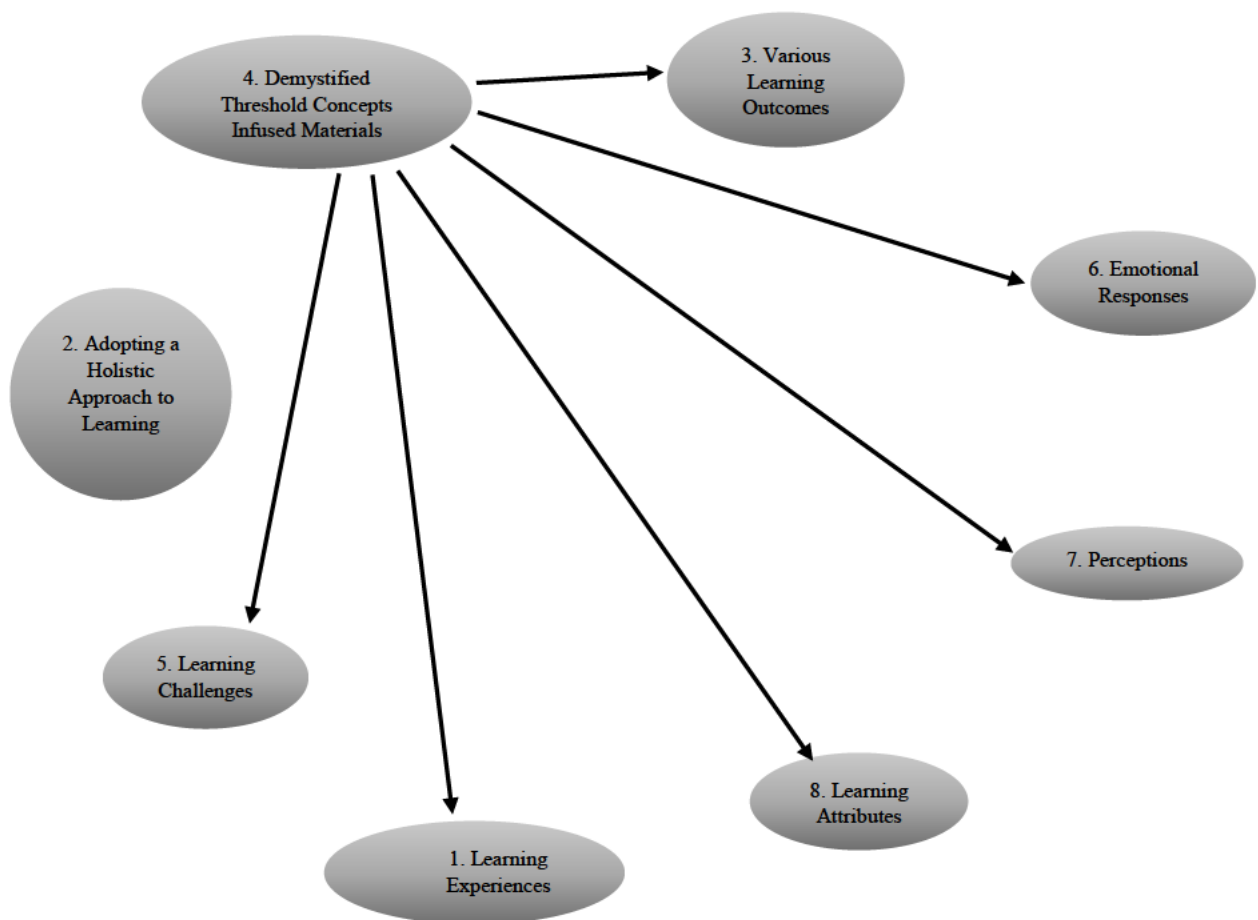 4. Demystified
Threshold Concepts
Infused Materials
3. Various
Learning
Outcomes
6. Emotional
Responses
2. Adopting a
Holistic
Approach to
Learning
7. Perceptions
5. Learning
Challenges
8. Learning
Attributes
1. Learning
Experiences